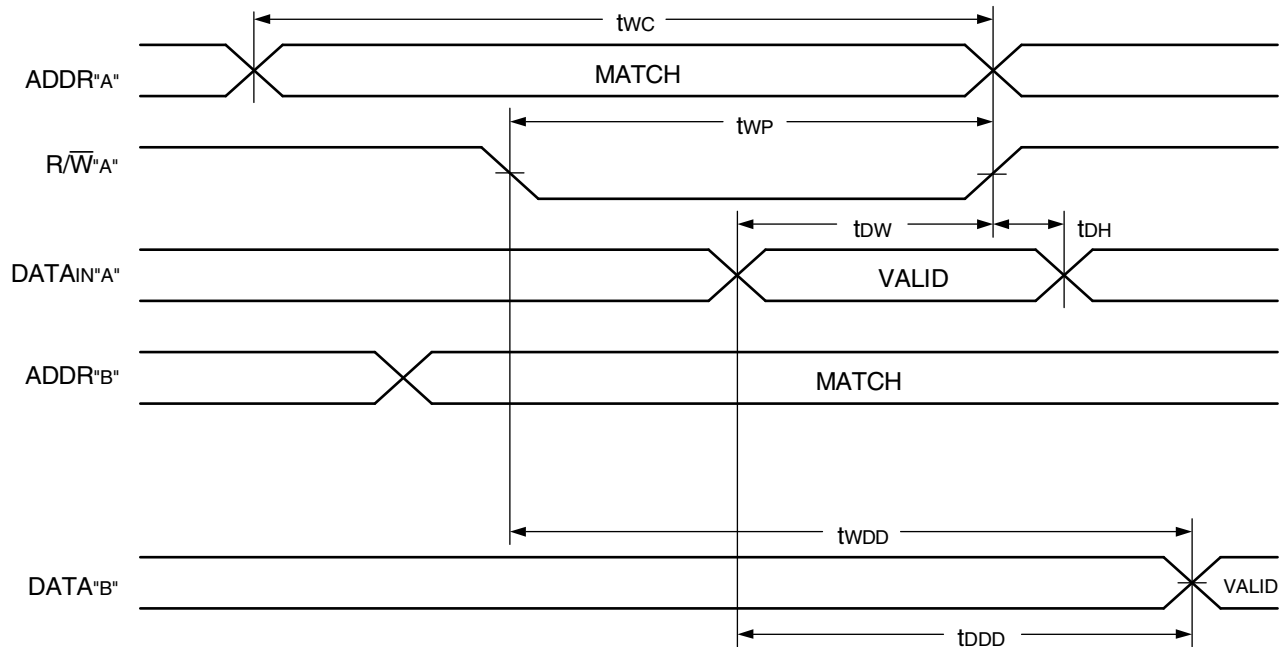 tWC
ADDR"A"
MATCH
tWP
R/W̅"A"
tDW
tDH
DATAIN"A"
VALID
ADDR"B"
MATCH
tWDD
DATA"B"
VALID
tDDD